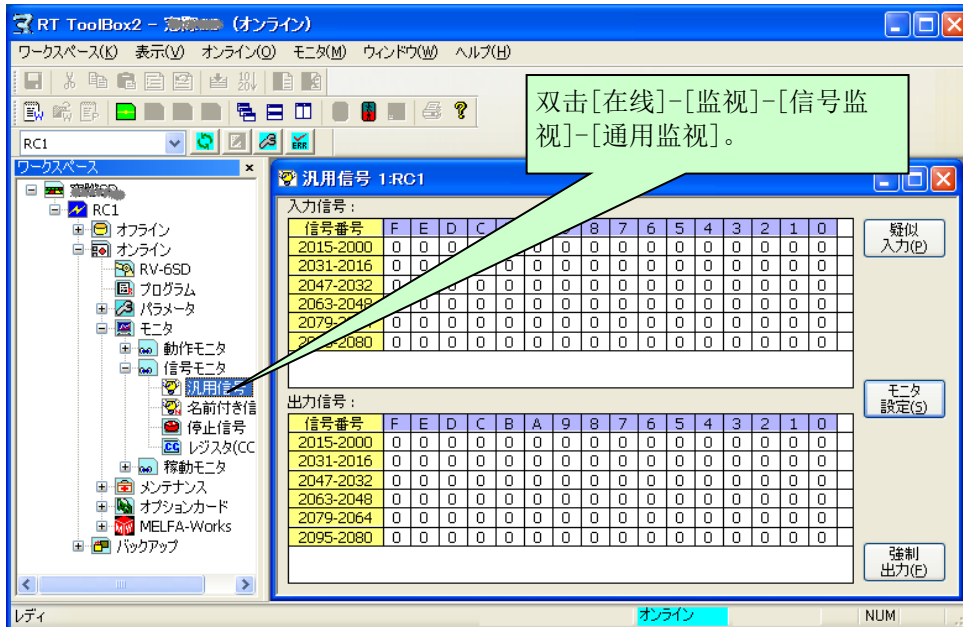 RT ToolBox2 - (オンライン)
ワークスペース(K) 表示(V) オンライン(O) モニタ(M) ウィンドウ(W) ヘルプ(H)
双击[在线]-[监视]-[信号监
视]-[通用监视]。
RC1
ワークスペース
RC1
オフライン
オンライン
RV-6SD
プログラム
パラメータ
モニタ
動作モニタ
信号モニタ
汎用信号
名前付き信
停止信号
レジスタ(CC
稼動モニタ
メンテナンス
オプションカード
MELFA-Works
バックアップ
汎用信号 1:RC1
入力信号:
信号番号 F E D C 8 7 6 5 4 3 2 1 0
2015-2000 0 0 0 0 0 0 0 0 0 0 0 0 0
2031-2016 0 0 0 0 0 0 0 0 0 0 0 0 0 0
2047-2032 0 0 0 0 0 0 0 0 0 0 0 0 0
2063-2048 0 0 0 0 0 0 0 0 0 0 0 0 0
2079- 0 0 0 0 0 0 0 0 0 0 0 0 0 0 0 0
-2080 0 0 0 0 0 0 0 0 0 0 0 0 0 0 0 0
疑似
入力(P)
モニタ
設定(S)
出力信号:
信号番号 F E D C B A 9 8 7 6 5 4 3 2 1 0
2015-2000 0 0 0 0 0 0 0 0 0 0 0 0 0 0 0 0
2031-2016 0 0 0 0 0 0 0 0 0 0 0 0 0 0 0 0
2047-2032 0 0 0 0 0 0 0 0 0 0 0 0 0 0 0 0
2063-2048 0 0 0 0 0 0 0 0 0 0 0 0 0 0 0 0
2079-2064 0 0 0 0 0 0 0 0 0 0 0 0 0 0 0 0
2095-2080 0 0 0 0 0 0 0 0 0 0 0 0 0 0 0 0
強制
出力(F)
レディ オンライン NUM